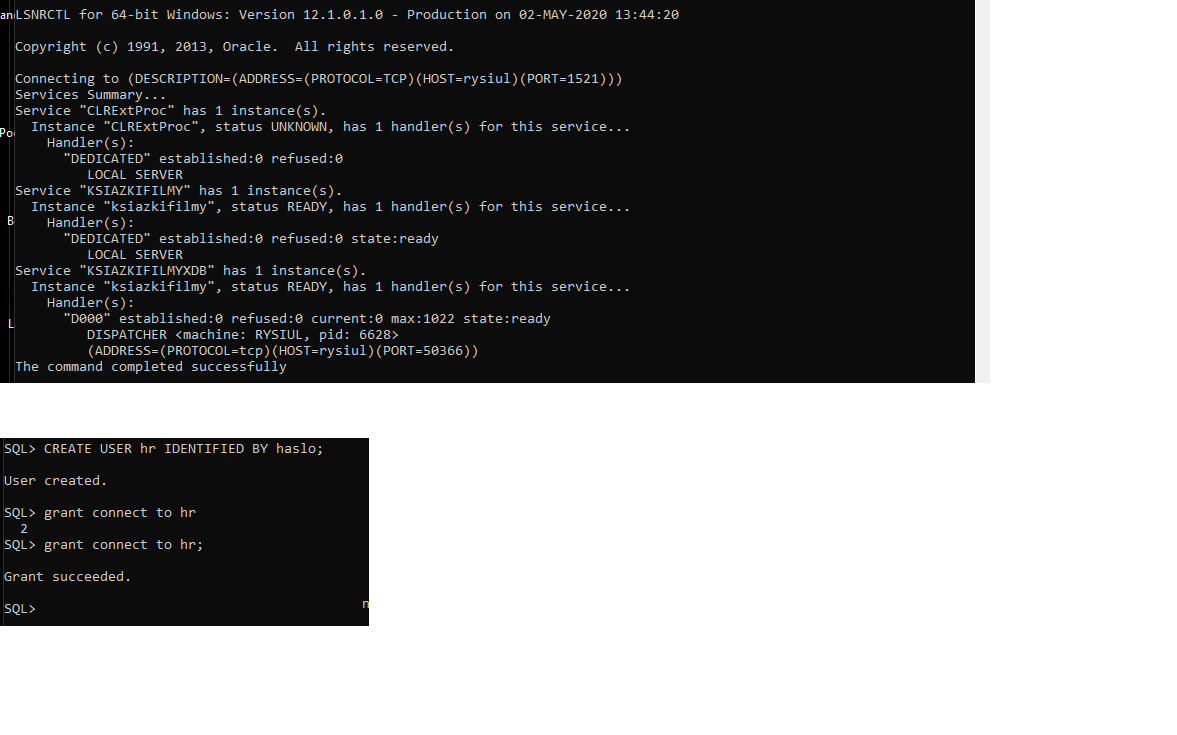 an
LSNRCTL for 64-bit Windows: Version 12.1.0.1.0 - Production on 02-MAY-2020 13:44:20
Copyright (c) 1991, 2013, Oracle.  All rights reserved.
Connecting to (DESCRIPTION=(ADDRESS=(PROTOCOL=TCP)(HOST=rysiul)(PORT=1521)))
Services Summary...
Service "CLRExtProc" has 1 instance(s).
Po
  Instance "CLRExtProc", status UNKNOWN, has 1 handler(s) for this service...
    Handler(s):
      "DEDICATED" established:0 refused:0
         LOCAL SERVER
Service "KSIAZKIFILMY" has 1 instance(s).
  Instance "ksiazkifilmy", status READY, has 1 handler(s) for this service...
B
    Handler(s):
      "DEDICATED" established:0 refused:0 state:ready
         LOCAL SERVER
Service "KSIAZKIFILMYXDB" has 1 instance(s).
  Instance "ksiazkifilmy", status READY, has 1 handler(s) for this service...
    Handler(s):
      "D000" established:0 refused:0 current:0 max:1022 state:ready
L
         DISPATCHER <machine: RYSIUL, pid: 6628>
         (ADDRESS=(PROTOCOL=tcp)(HOST=rysiul)(PORT=50366))
The command completed successfully
SQL> CREATE USER hr IDENTIFIED BY haslo;
User created.
SQL> grant connect to hr
  2
SQL> grant connect to hr;
Grant succeeded.
SQL>
n